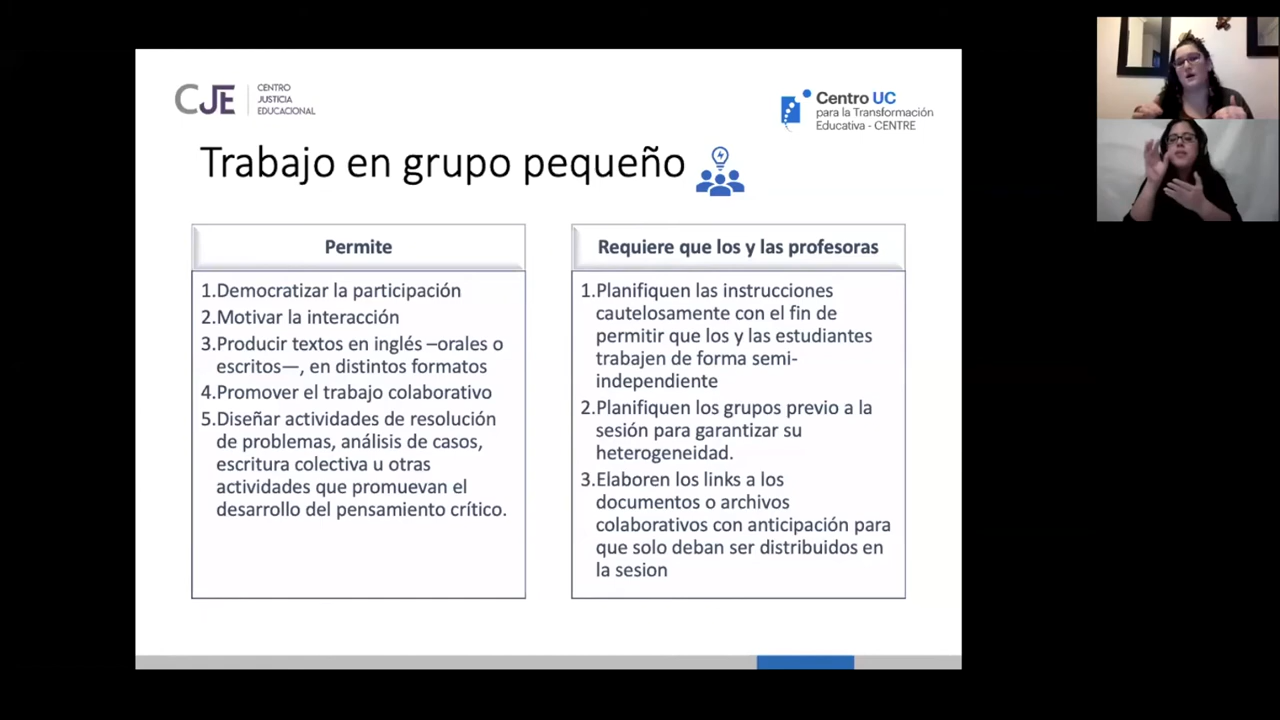 CJE
CENTRO
JUSTICIA
EDUCACIONAL
Centro UC
para la Transformación
Educativa - CENTRE
Trabajo en grupo pequeño
Permite
1.Democratizar la participación
2.Motivar la interacción
3.Producir textos en inglés –orales o
escritos—, en distintos formatos
4.Promover el trabajo colaborativo
5.Diseñar actividades de resolución
de problemas, análisis de casos,
escritura colectiva u otras
actividades que promuevan el
desarrollo del pensamiento crítico.
Requiere que los y las profesoras
1.Planifiquen las instrucciones
cautelosamente con el fin de
permitir que los y las estudiantes
trabajen de forma semi-
independiente
2.Planifiquen los grupos previo a la
sesión para garantizar su
heterogeneidad.
3.Elaboren los links a los
documentos o archivos
colaborativos con anticipación para
que solo deban ser distribuidos en
la sesion